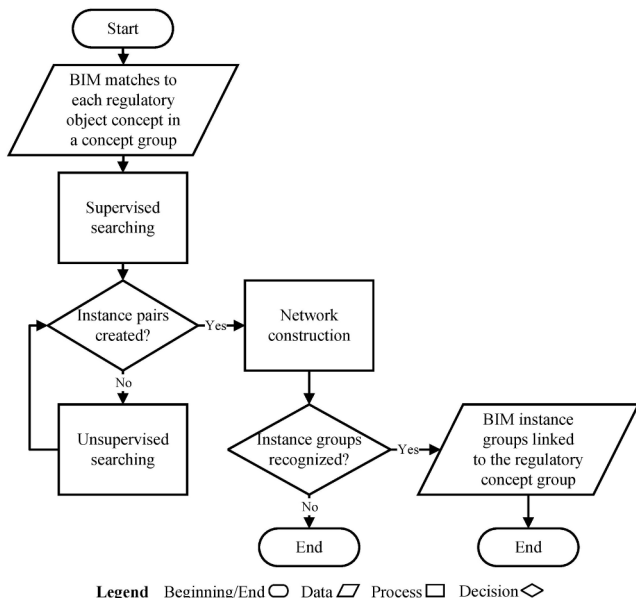 Start
BIM matches to
each regulatory
object concept in
a concept group
Supervised
searching
Instance pairs
created?
Yes
Network
construction
No
Unsupervised
searching
Instance groups
recognized?
Yes
BIM instance
groups linked
to the regulatory
concept group
No
End
End
Legend Beginning/End Data Process Decision